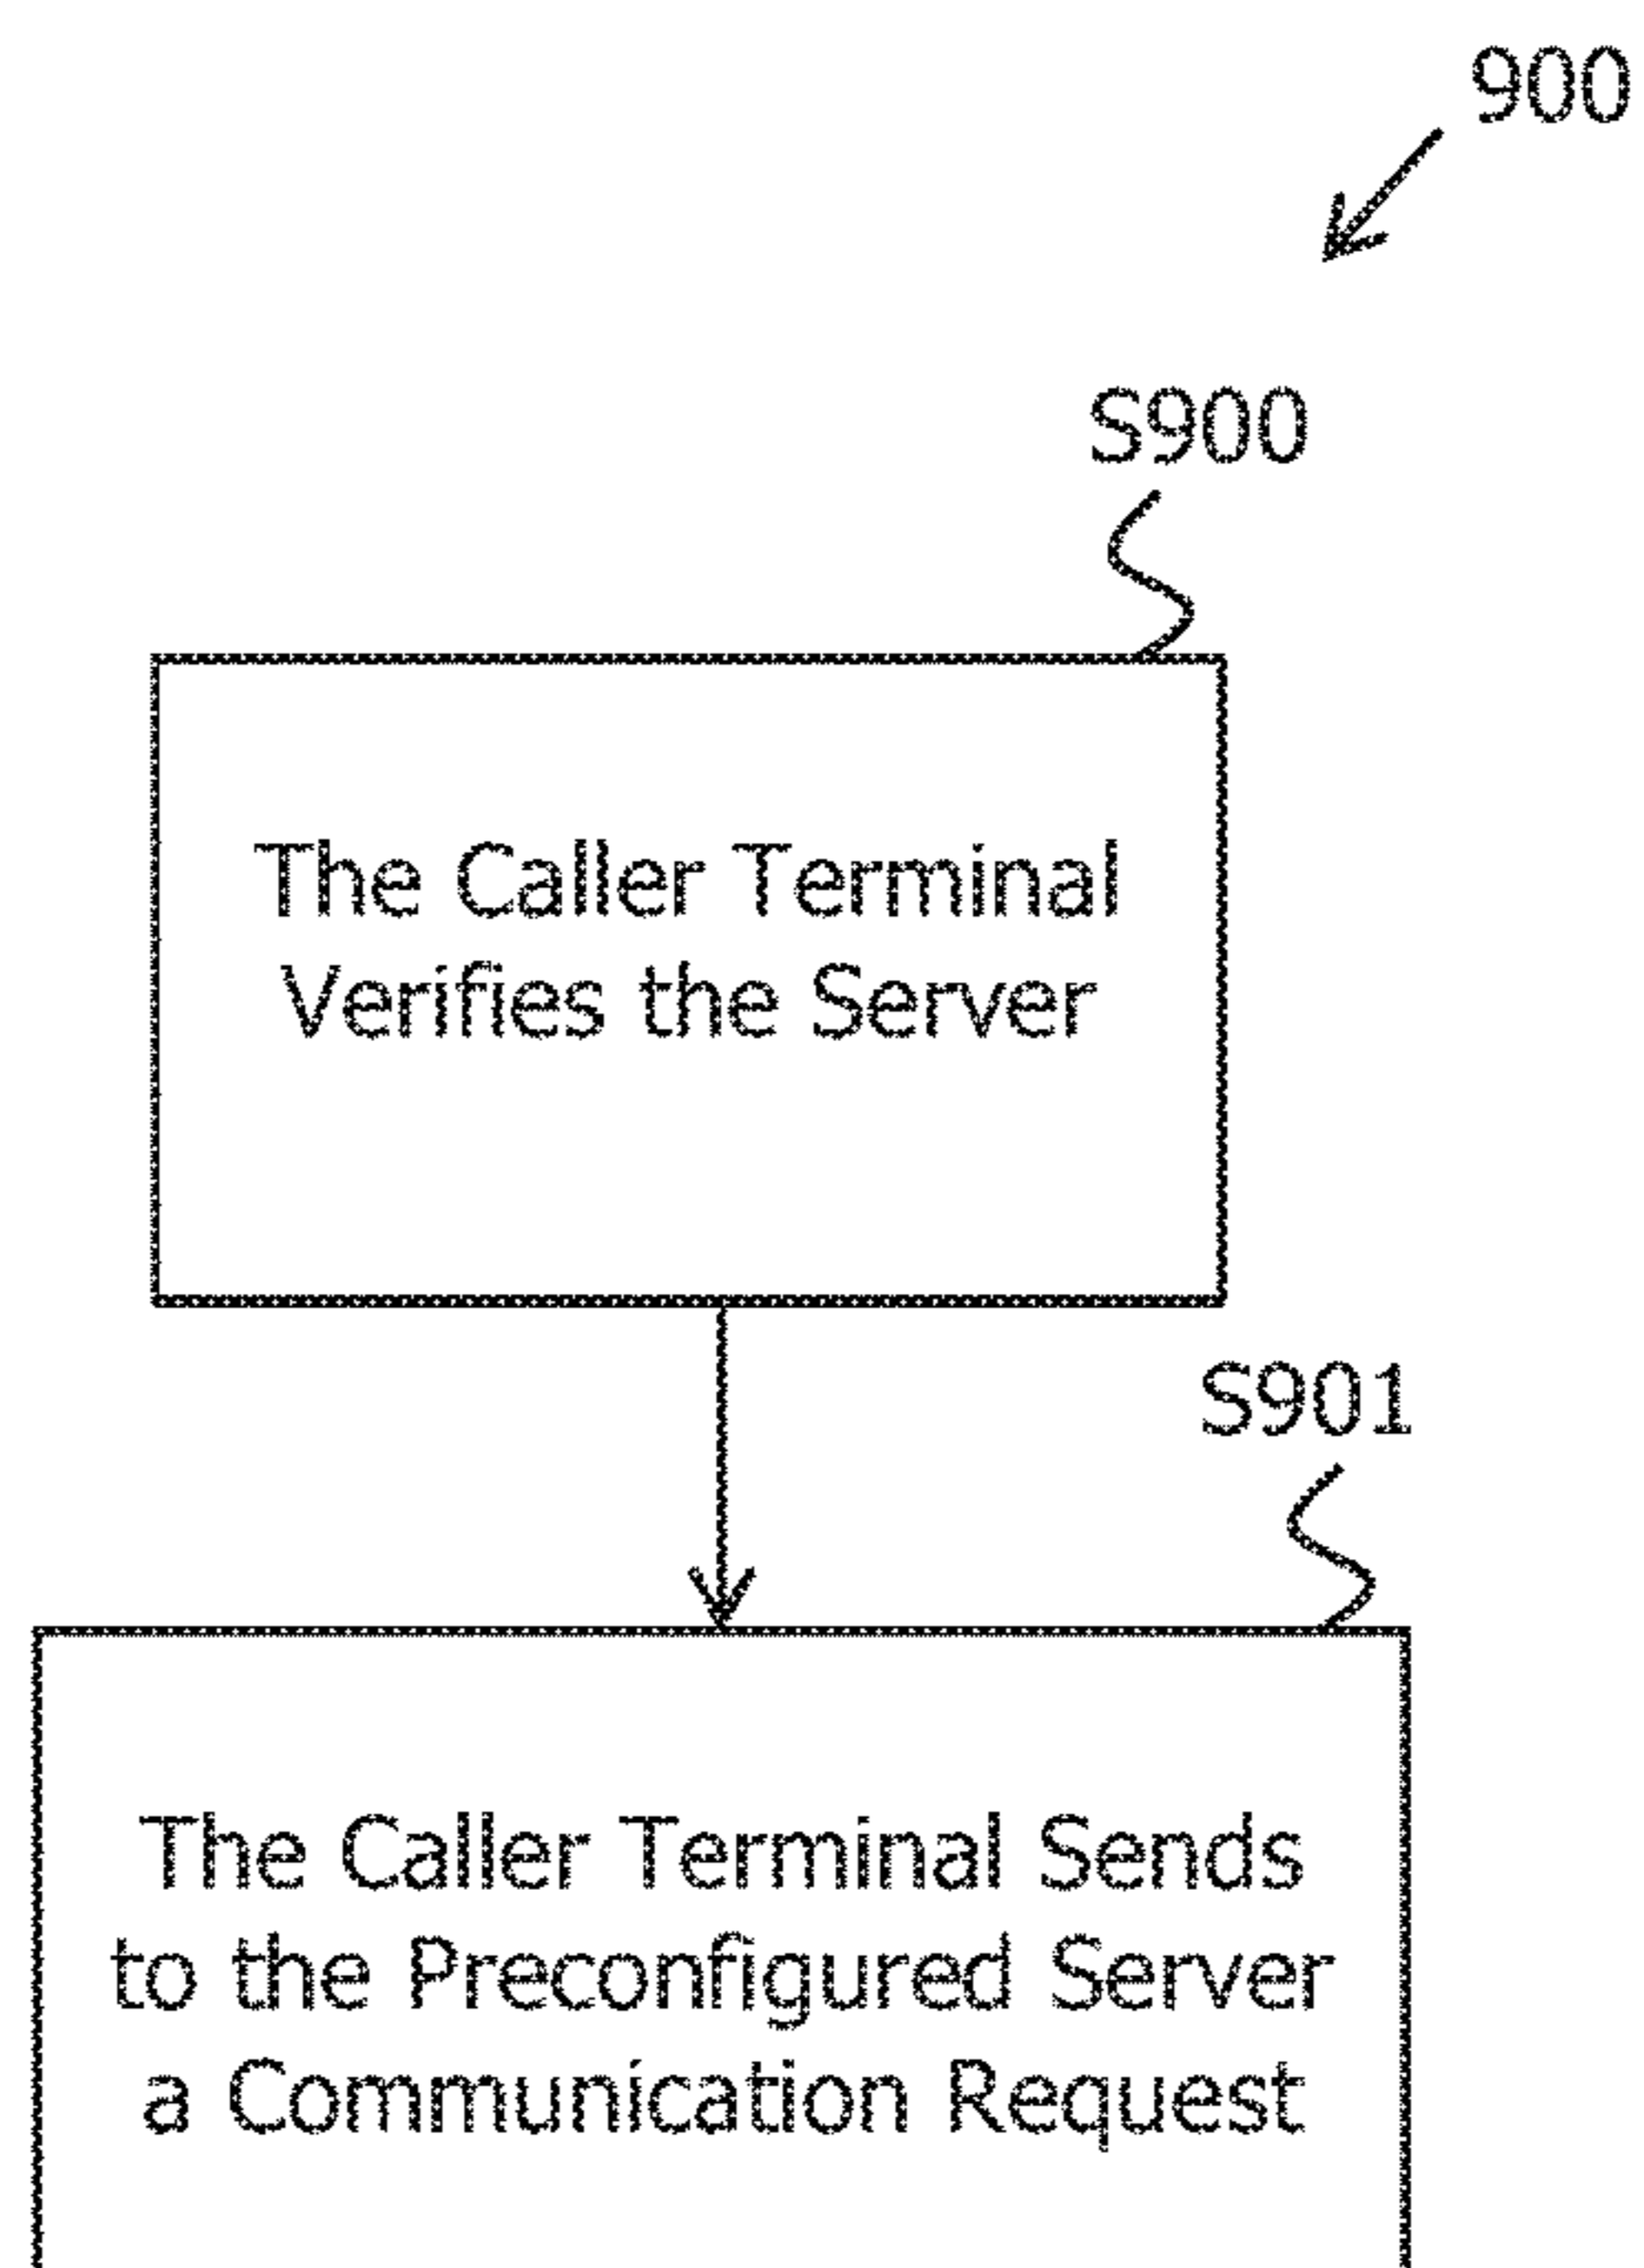 900
S900
The Caller Terminal
Verifies the Server
S901
The Caller Terminal Sends
to the Preconfigured Server
a Communication Request